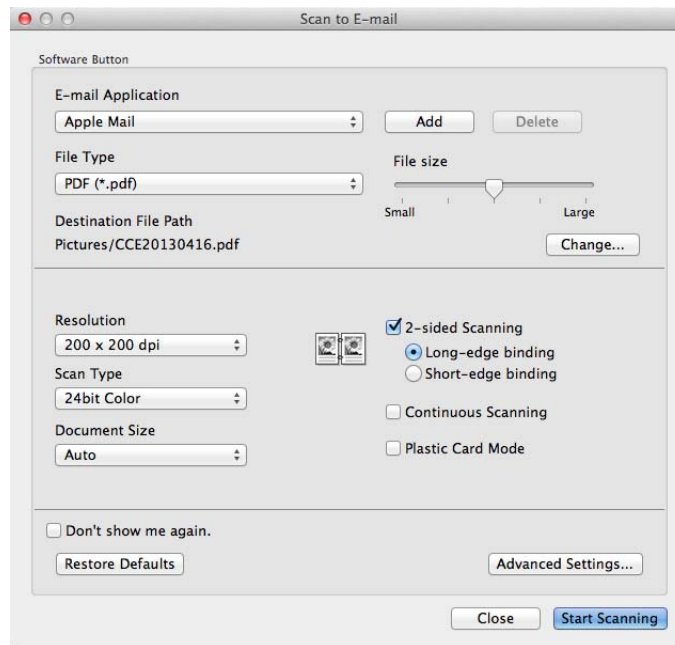 Scan to E-mail
Software Button
E-mail Application
Apple Mail
Add
Delete
File Type
PDF (*.pdf)
File size
Small
Large
Destination File Path
Pictures/CCE20130416.pdf
Change...
Resolution
200 x 200 dpi
2-sided Scanning
Long-edge binding
Short-edge binding
Scan Type
24bit Color
Continuous Scanning
Document Size
Auto
Plastic Card Mode
Don't show me again.
Restore Defaults
Advanced Settings...
Close
Start Scanning